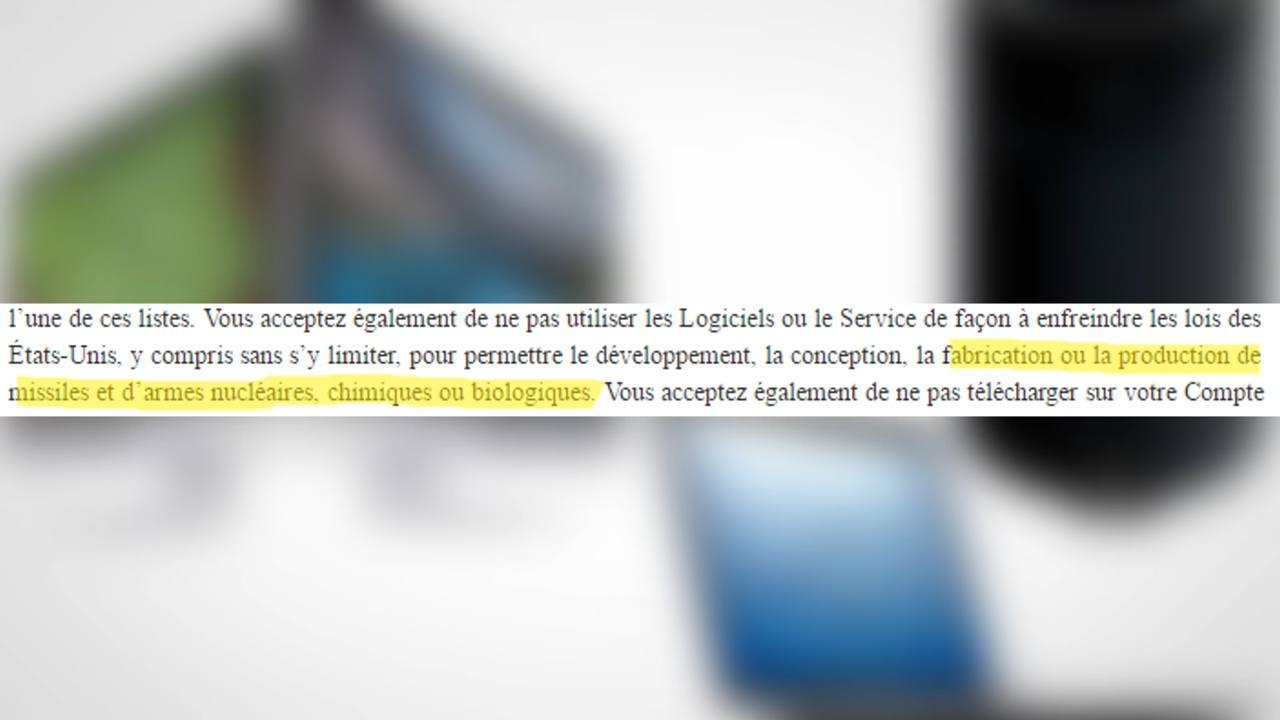 l’une de ces listes. Vous acceptez également de ne pas utiliser les Logiciels ou le Service de façon à enfreindre les lois des
États-Unis, y compris sans s’y limiter, pour permettre le développement, la conception, la fabrication ou la production de
missiles et d’armes nucléaires, chimiques ou biologiques. Vous acceptez également de ne pas télécharger sur votre Compte